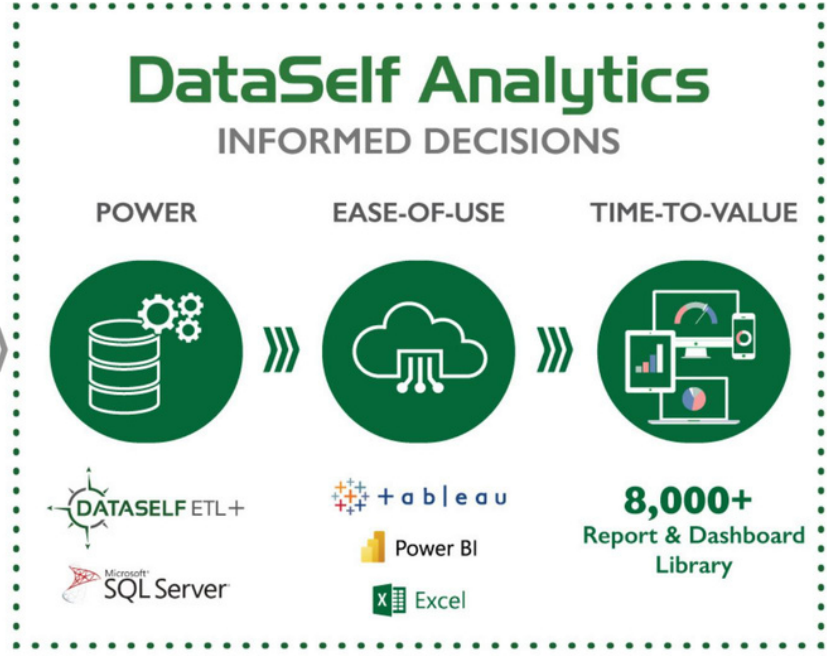 DataSelf Analytics
INFORMED DECISIONS
POWER
EASE-OF-USE
TIME-TO-VALUE
DATASELF ETL+
Microsoft®
SQL Server®
+ableau
Power BI
Excel
8,000+
Report & Dashboard
Library